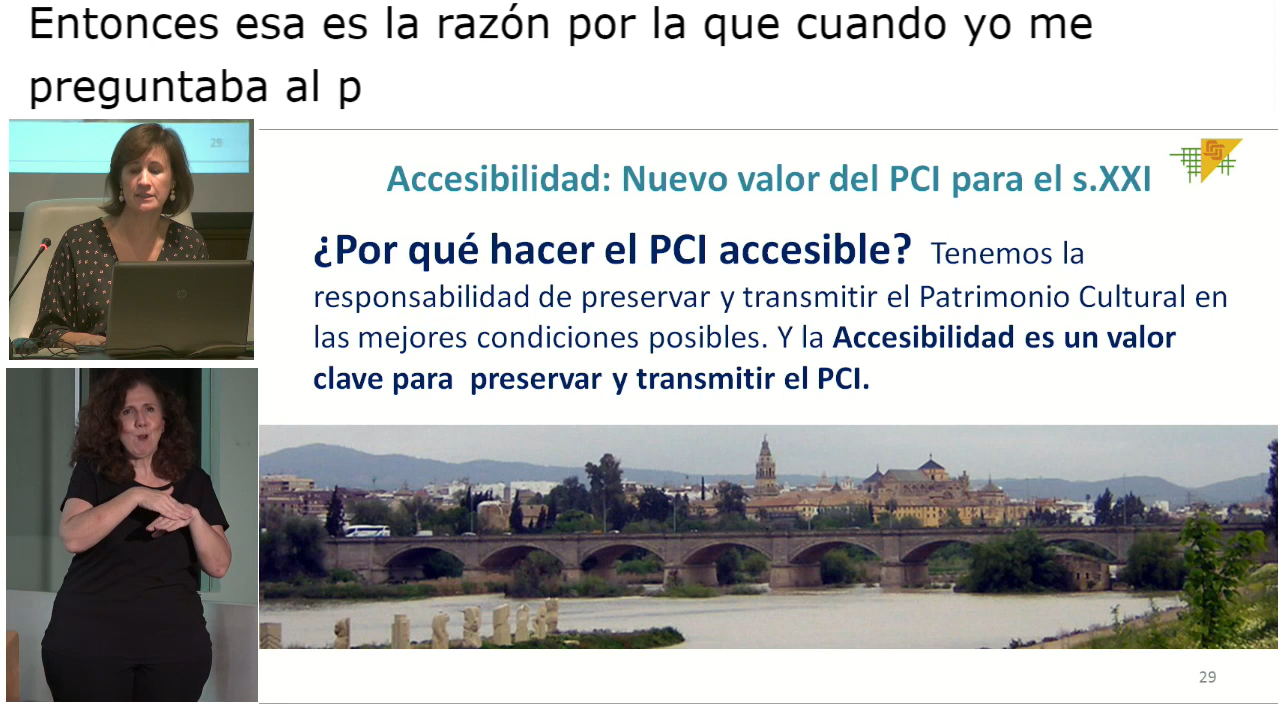 Entonces esa es la razón por la que cuando yo me
preguntaba al p
29
Accesibilidad: Nuevo valor del PCI para el s.XXI
¿Por qué hacer el PCI accesible? Tenemos la
responsabilidad de preservar y transmitir el Patrimonio Cultural en
las mejores condiciones posibles. Y la Accesibilidad es un valor
clave para preservar y transmitir el PCI.
29